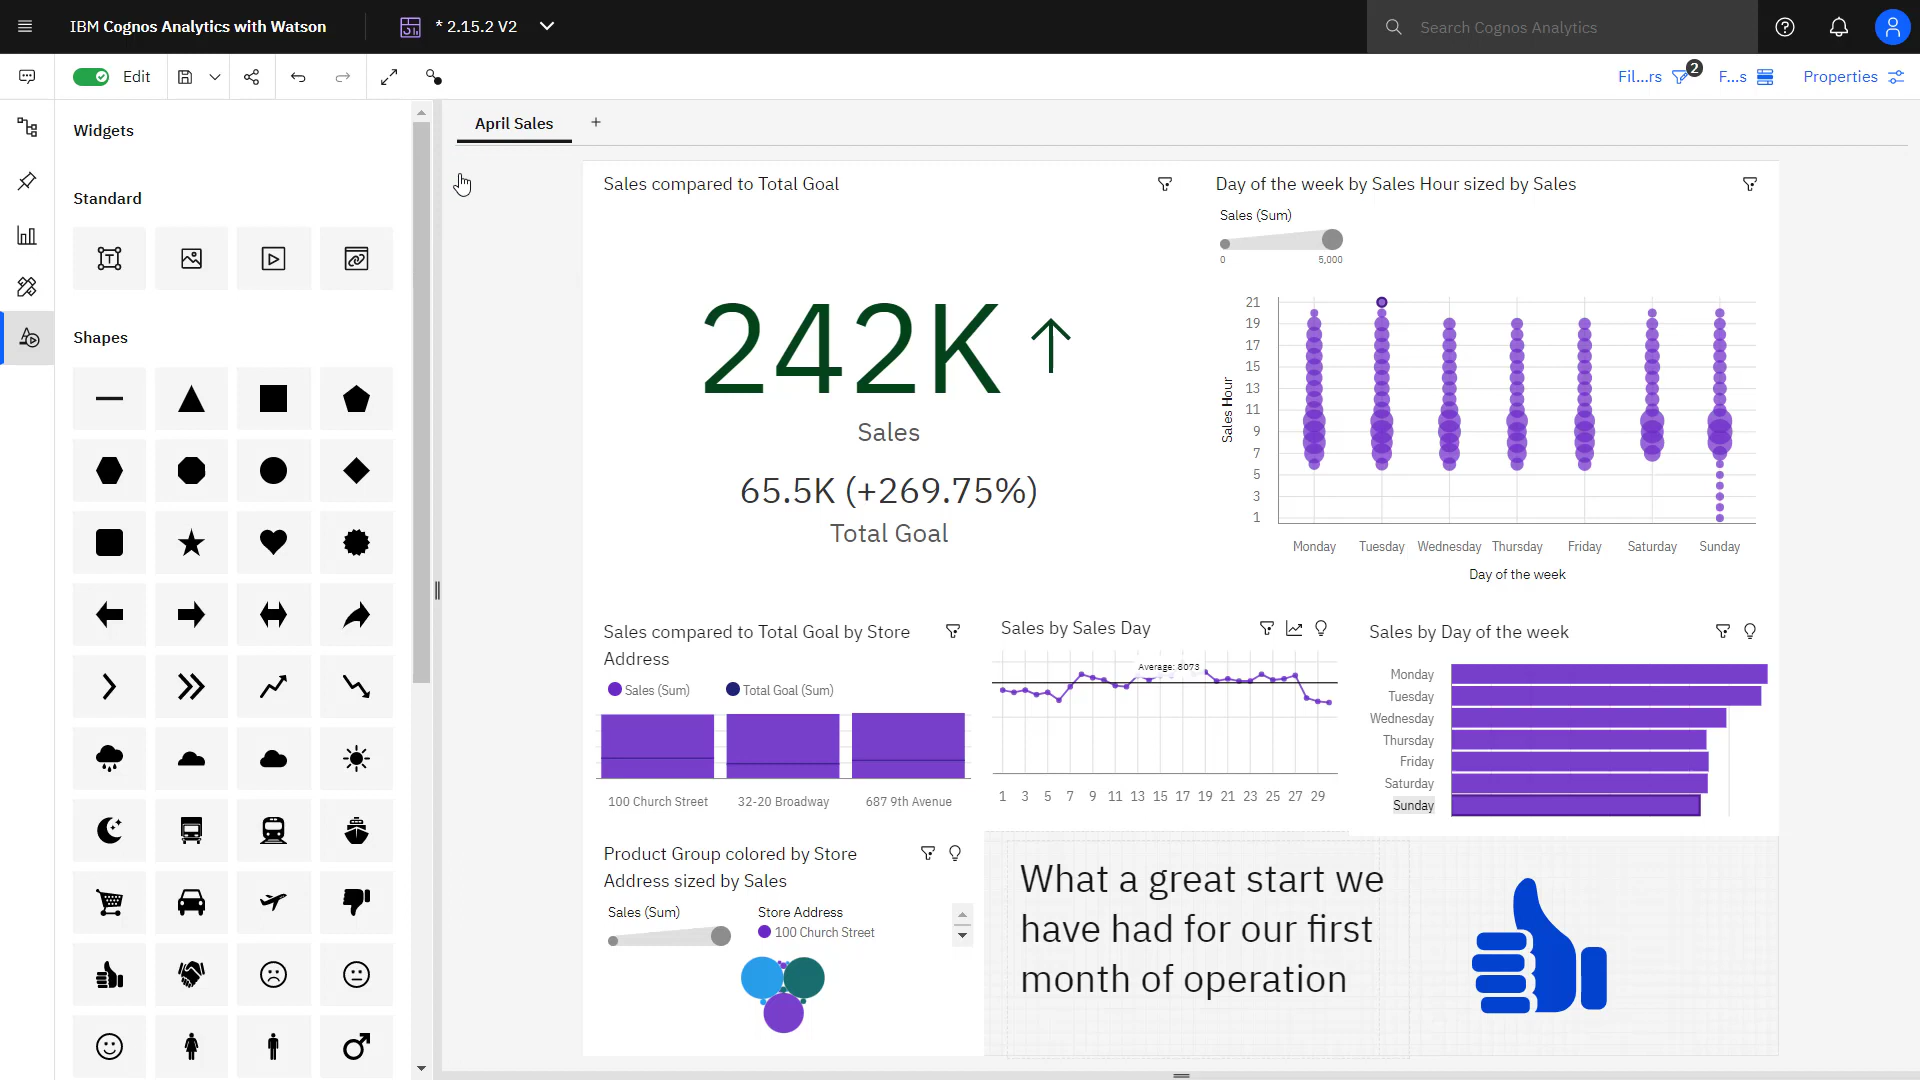 IBM Cognos Analytics with Watson
* 2.15.2 V2
Search Cognos Analytics
Edit
Fil...rs
2
F...s
Properties
Widgets
Standard
Shapes
April Sales
+
Sales compared to Total Goal
242K
Sales
65.5K (+269.75%)
Total Goal
Day of the week by Sales Hour sized by Sales
Sales (Sum)
0
5,000
Sales Hour
21
19
17
15
13
11
9
7
5
3
1
Monday Tuesday Wednesday Thursday Friday Saturday Sunday
Day of the week
Sales compared to Total Goal by Store
Address
Sales (Sum)
Total Goal (Sum)
100 Church Street
32-20 Broadway
687 9th Avenue
Sales by Sales Day
Average: 8073
1 3 5 7 9 11 13 15 17 19 21 23 25 27 29
Sales by Day of the week
Monday
Tuesday
Wednesday
Thursday
Friday
Saturday
Sunday
Product Group colored by Store
Address sized by Sales
Sales (Sum)
Store Address
100 Church Street
What a great start we
have had for our first
month of operation